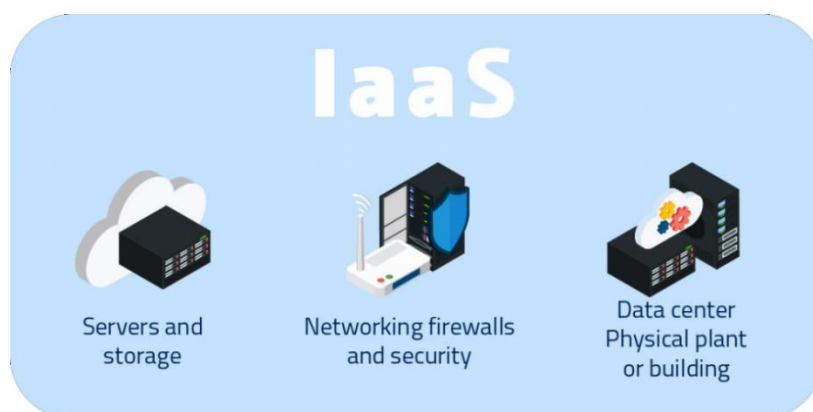 IaaS
Servers and
storage
Networking firewalls
and security
Data center
Physical plant
or building